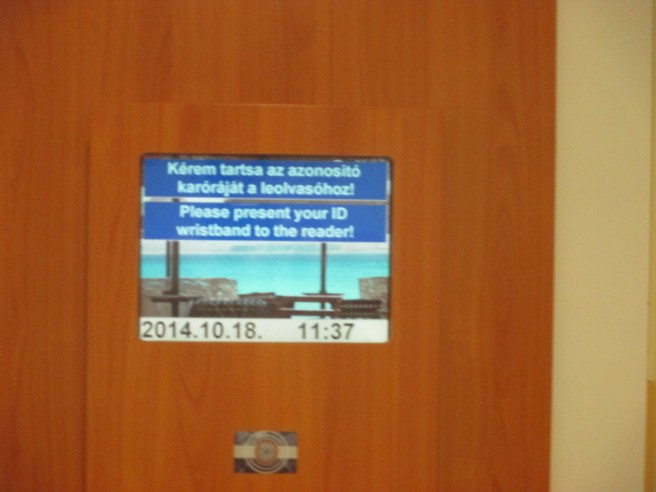 Kérem tartsa az azonosító
karóráját a leolvasóhoz!
Please present your ID
wristband to the reader!
2014.10.18. 11:37